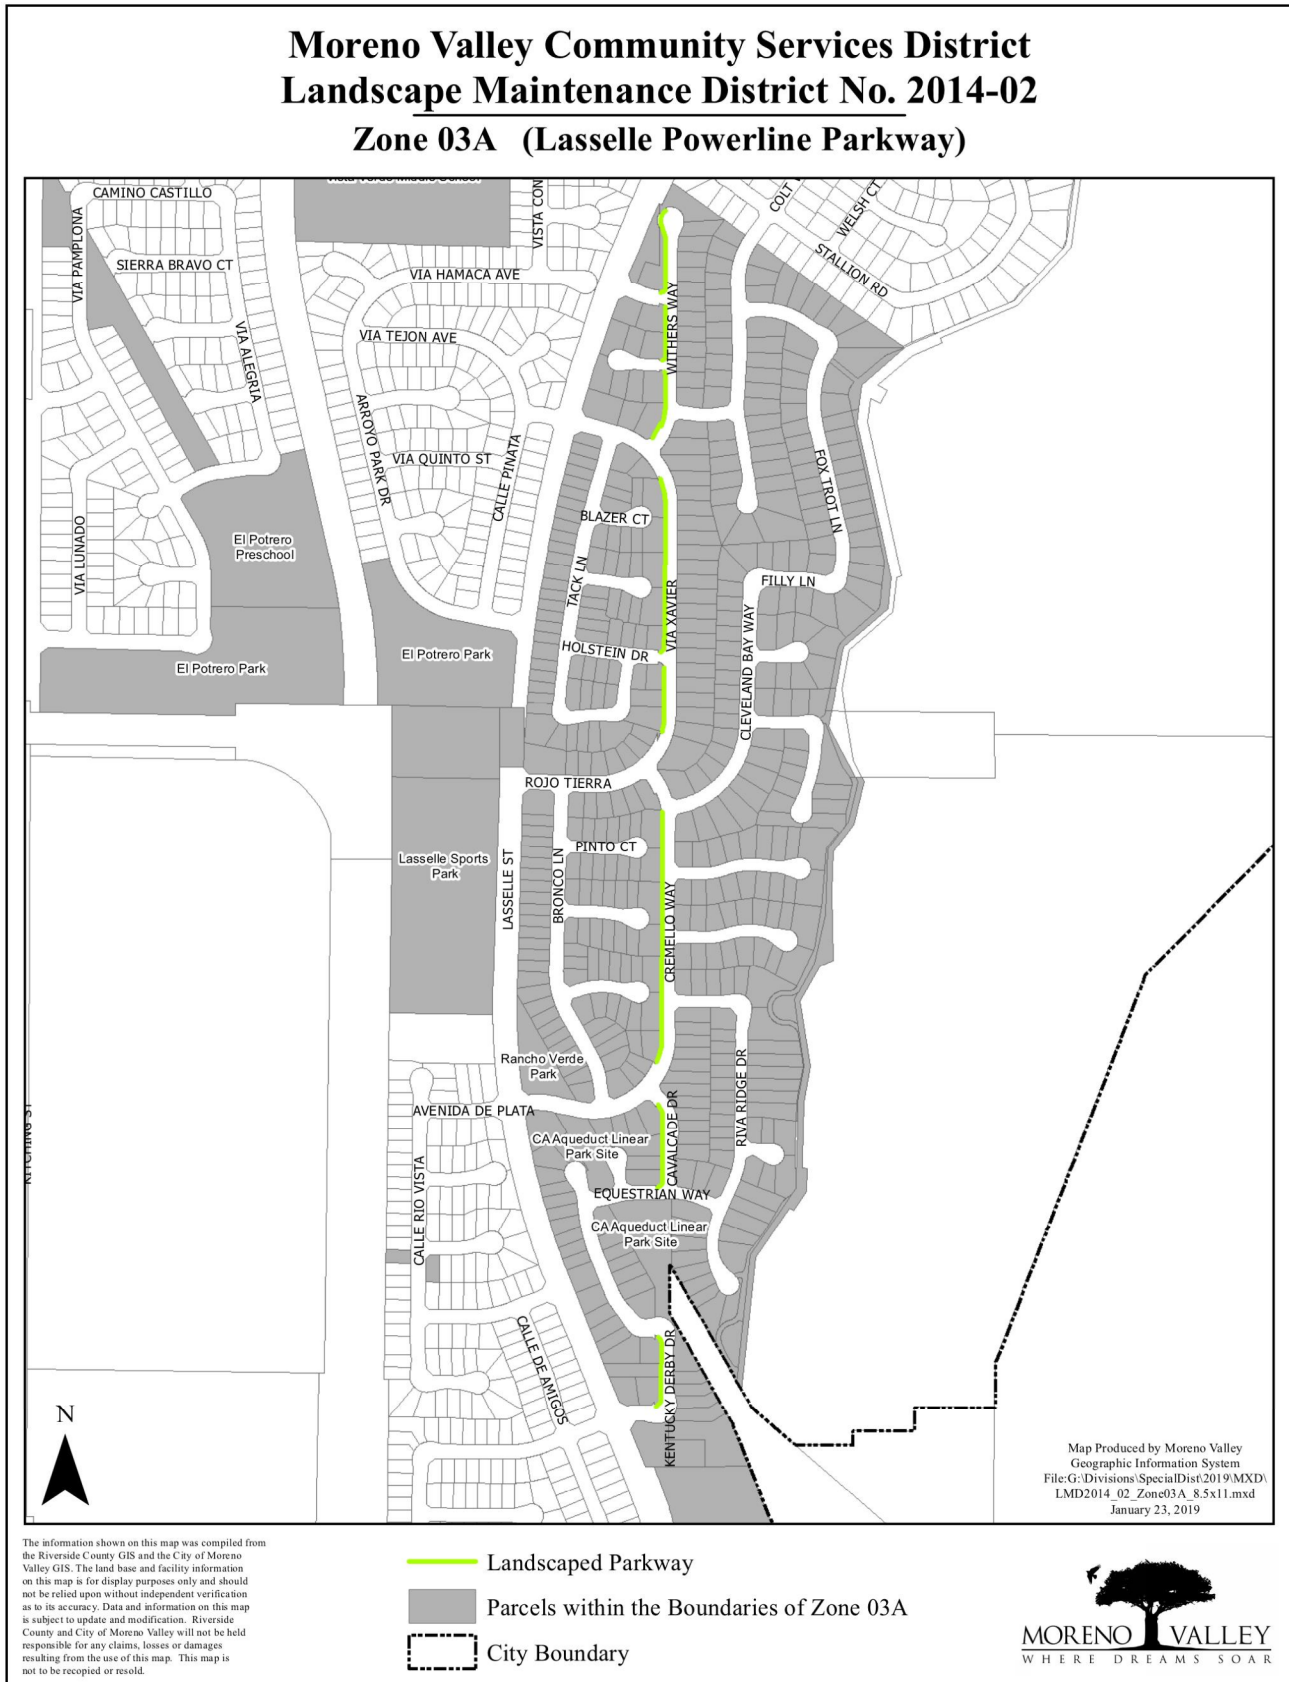 Moreno Valley Community Services District
Landscape Maintenance District No. 2014-02
Zone 03A (Lasselle Powerline Parkway)
CAMINO CASTILLO
VIA PAMPLONA
SIERRA BRAVO CT
VIA ALEGRIA
VISTA CON
VIA HAMACA AVE
VIA TEJON AVE
ARROYO PARK DR
VIA QUINTO ST
CALLE PINATA
COLT
WELSH CT
STALLION RD
WITHERS WAY
FOX TROT LN
VIA LUNADO
El Potrero
Preschool
BLAZER CT
TACK LN
VIA XAVIER
FILLY LN
CLEVELAND BAY WAY
HOLSTEIN DR
El Potrero Park
El Potrero Park
ROJO TIERRA
PINTO CT
Lasselle Sports
Park
LASSELLE ST
BRONCO LN
CREMELLO WAY
Rancho Verde
Park
RIVA RIDGE DR
AVENIDA DE PLATA
CAVALCADE DR
CA Aqueduct Linear
Park Site
KITCHING ST
CALLE RIO VISTA
EQUESTRIAN WAY
CA Aqueduct Linear
Park Site
CALLE DE AMIGOS
KENTUCKY DERBY DR
N
Map Produced by Moreno Valley
Geographic Information System
File:G:\Divisions\SpecialDist\2019\MXD\
LMD2014_02_Zone03A_8.5x11.mxd
January 23, 2019
The information shown on this map was compiled from
the Riverside County GIS and the City of Moreno
Valley GIS. The land base and facility information
on this map is for display purposes only and should
not be relied upon without independent verification
as to its accuracy. Data and information on this map
is subject to update and modification. Riverside
County and City of Moreno Valley will not be held
responsible for any claims, losses or damages
resulting from the use of this map. This map is
not to be recopied or resold.
Landscaped Parkway
Parcels within the Boundaries of Zone 03A
City Boundary
MORENO VALLEY
WHERE DREAMS SOAR